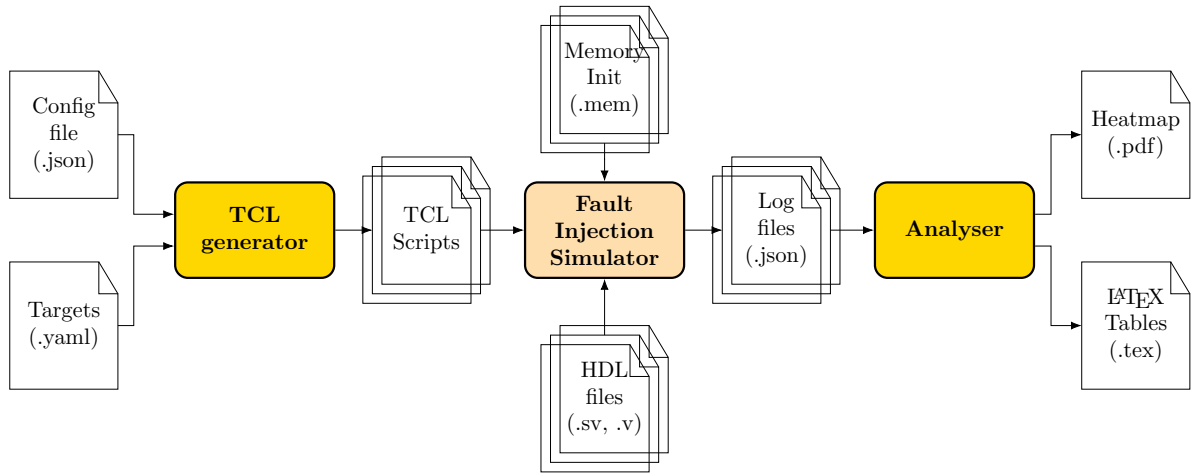 Config
file
(.json)
Targets
(.yaml)
TCL
generator
TCL
Scripts
Memory
Init
(.mem)
Fault
Injection
Simulator
HDL
files
(.sv, .v)
Log
files
(.json)
Analyser
Heatmap
(.pdf)
LATEX
Tables
(.tex)